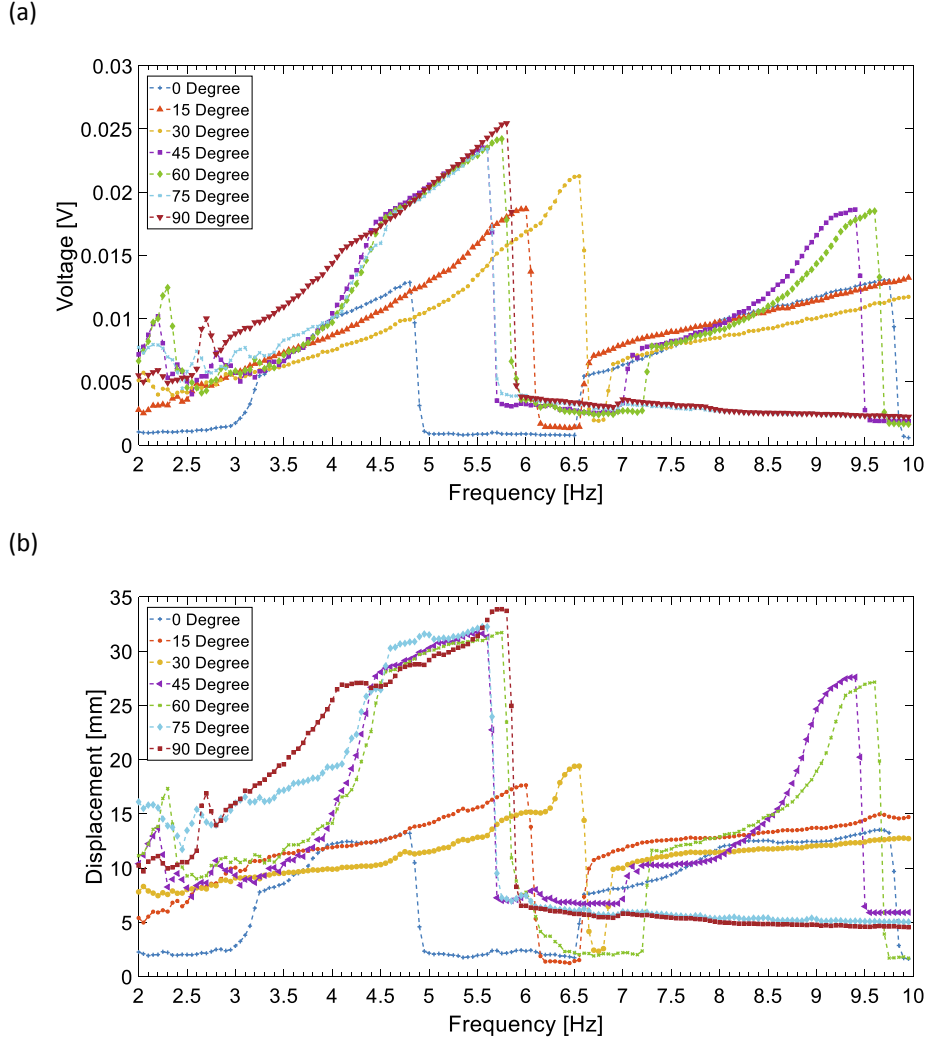 (a)
0.03
0.025
0.02
0.015
0.01
0.005
0
Voltage [V]
0 Degree
15 Degree
30 Degree
45 Degree
60 Degree
75 Degree
90 Degree
2 2.5 3 3.5 4 4.5 5 5.5 6 6.5 7 7.5 8 8.5 9 9.5 10
Frequency [Hz]
(b)
35
30
25
20
15
10
5
0
Displacement [mm]
0 Degree
15 Degree
30 Degree
45 Degree
60 Degree
75 Degree
90 Degree
2 2.5 3 3.5 4 4.5 5 5.5 6 6.5 7 7.5 8 8.5 9 9.5 10
Frequency [Hz]